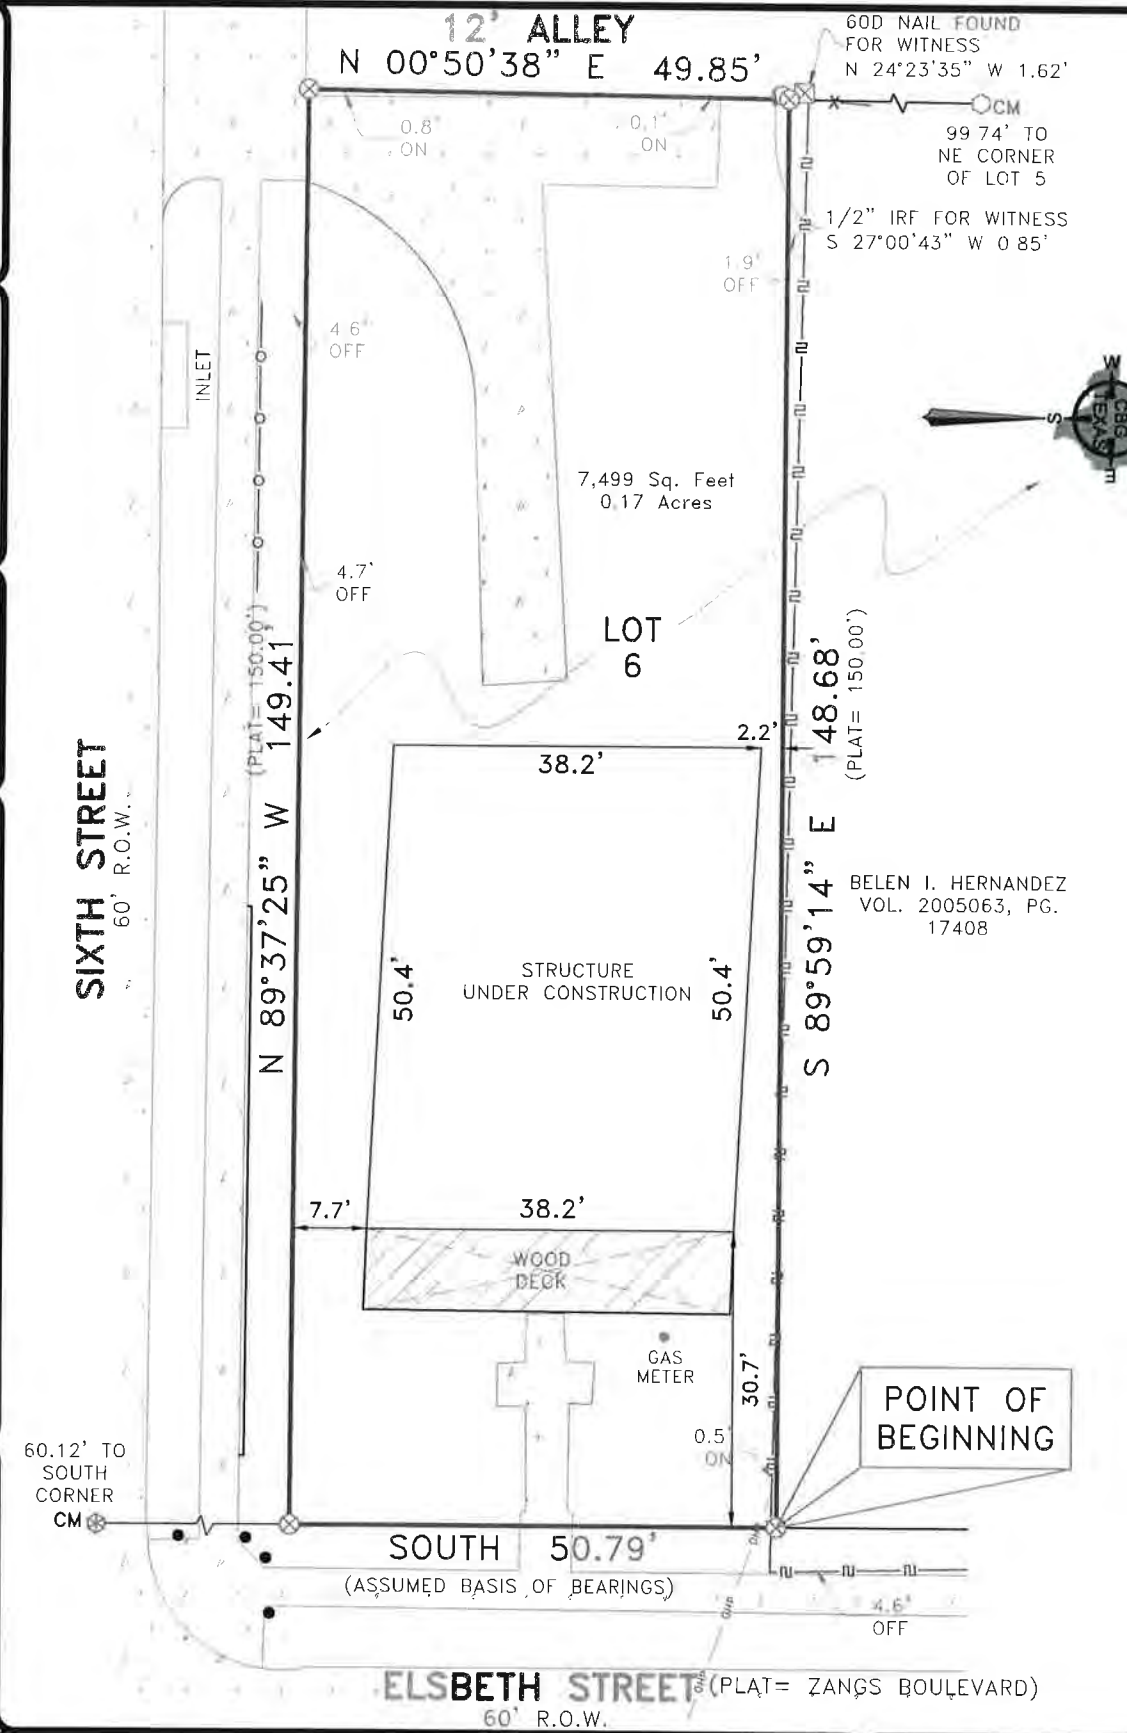 12' ALLEY
N 00°50'38" E 49.85'
60D NAIL FOUND
FOR WITNESS
N 24°23'35" W 1.62'
CM
99 74' TO
NE CORNER
OF LOT 5
0.8'
ON
0.1'
ON
1/2" IRF FOR WITNESS
S 27°00'43" W 0 85'
1.9'
OFF
4 6'
OFF
INLET
W
S
CBG
TEXAS
E
7,499 Sq. Feet
0.17 Acres
4.7'
OFF
LOT
6
(PLAT= 150.00')
N 89°37'25" W 149.41'
S 89°59'14" E 148.68'
(PLAT= 150.00')
2.2'
38.2'
SIXTH STREET
60' R.O.W.
BELEN I. HERNANDEZ
VOL. 2005063, PG.
17408
50.4'
STRUCTURE
UNDER CONSTRUCTION
50.4'
7.7'
38.2'
WOOD
DECK
GAS
METER
30.7'
POINT OF
BEGINNING
0.5'
ON
60.12' TO
SOUTH
CORNER
CM
SOUTH 50.79'
(ASSUMED BASIS OF BEARINGS)
4.6'
OFF
ELSBETH STREET (PLAT= ZANGS BOULEVARD)
60' R.O.W.